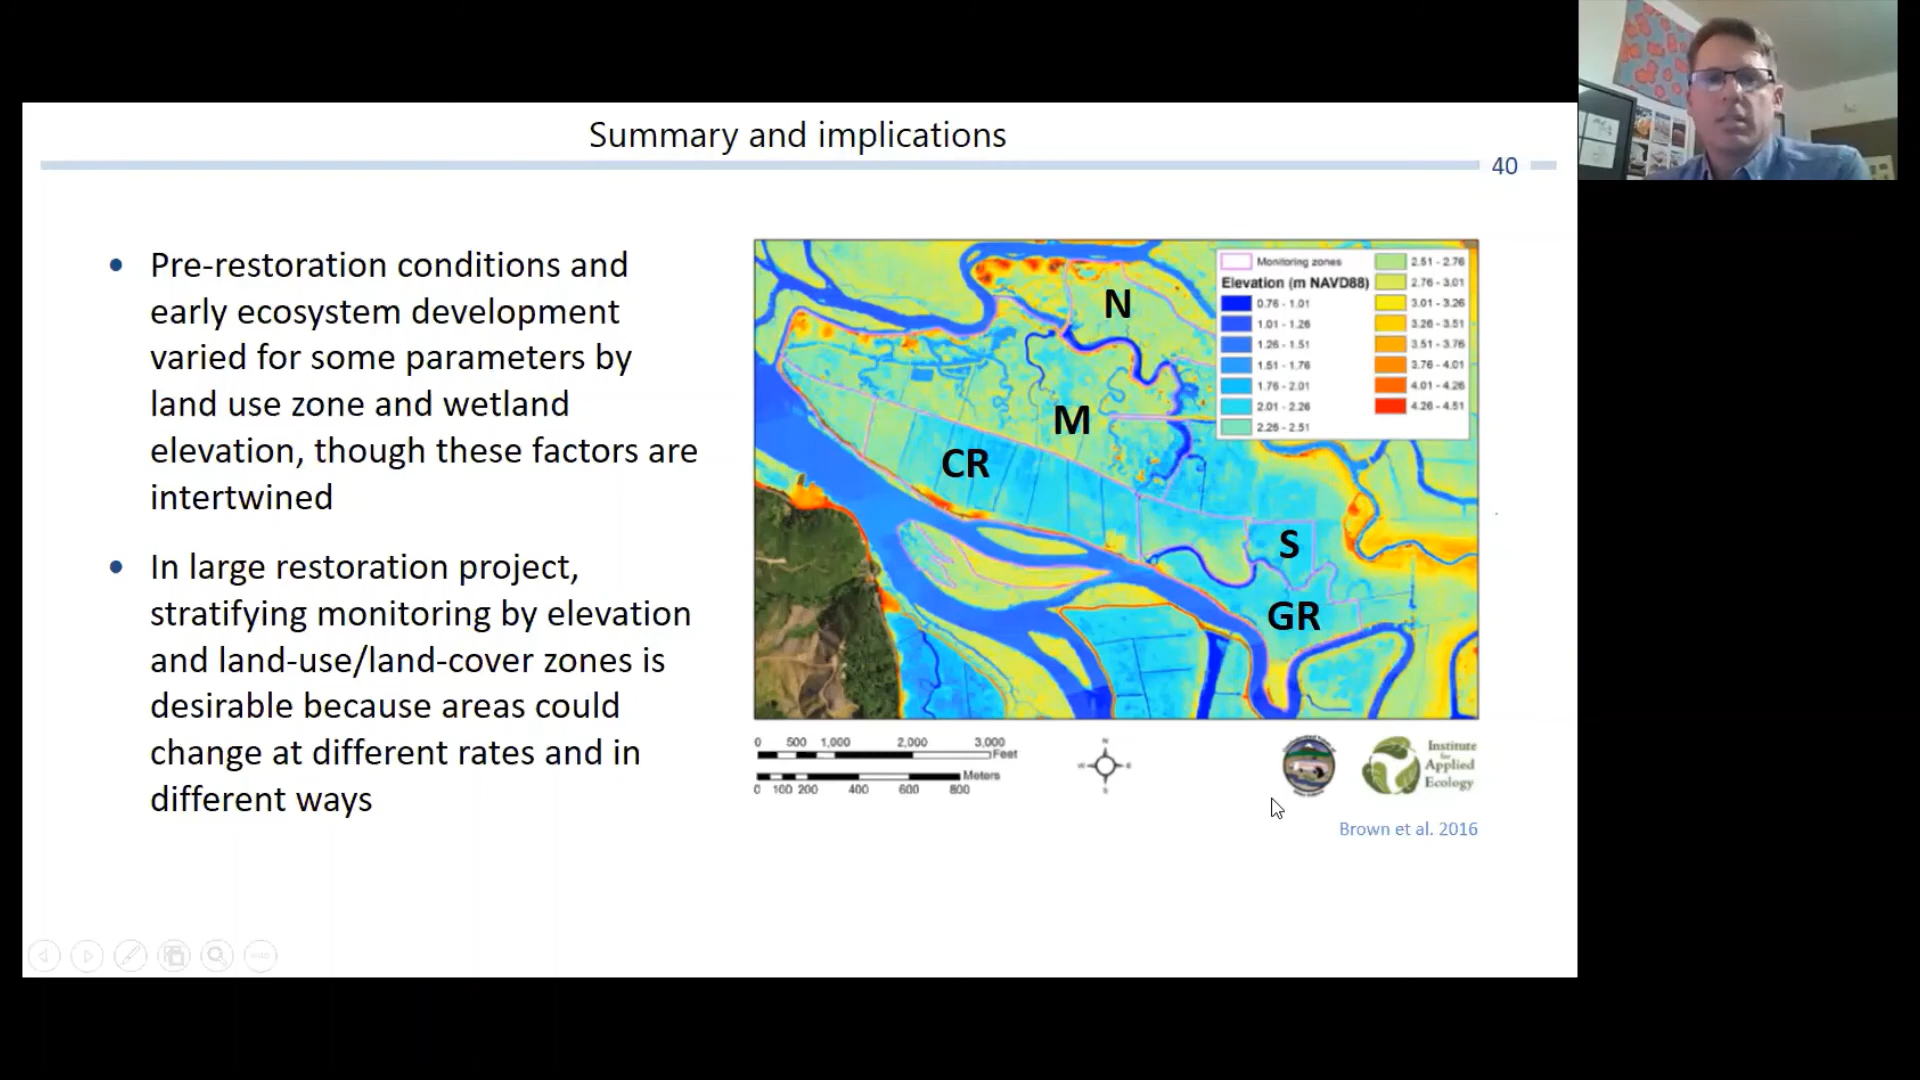 Summary and implications
40
• Pre-restoration conditions and
early ecosystem development
varied for some parameters by
land use zone and wetland
elevation, though these factors are
intertwined
• In large restoration project,
stratifying monitoring by elevation
and land-use/land-cover zones is
desirable because areas could
change at different rates and in
different ways
N
M
CR
S
GR
Monitoring zones
Elevation (m NAVD88)
0.76 - 1.01
1.01 - 1.26
1.26 - 1.51
1.51 - 1.76
1.76 - 2.01
2.01 - 2.26
2.26 - 2.51
2.51 - 2.76
2.76 - 3.01
3.01 - 3.26
3.26 - 3.51
3.51 - 3.76
3.76 - 4.01
4.01 - 4.26
4.26 - 4.51
0 500 1,000 2,000 3,000
Feet
Meters
0 100 200 400 600 800
N
W E
S
Institute
for
Applied
Ecology
Brown et al. 2016